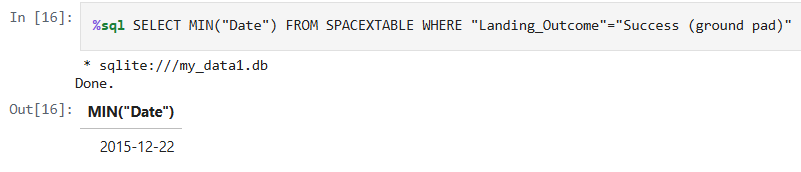 In [16]: %sql SELECT MIN("Date") FROM SPACEXTABLE WHERE "Landing_Outcome"="Success (ground pad)"
* sqlite:///my_data1.db
Done.
Out[16]: MIN("Date")
2015-12-22